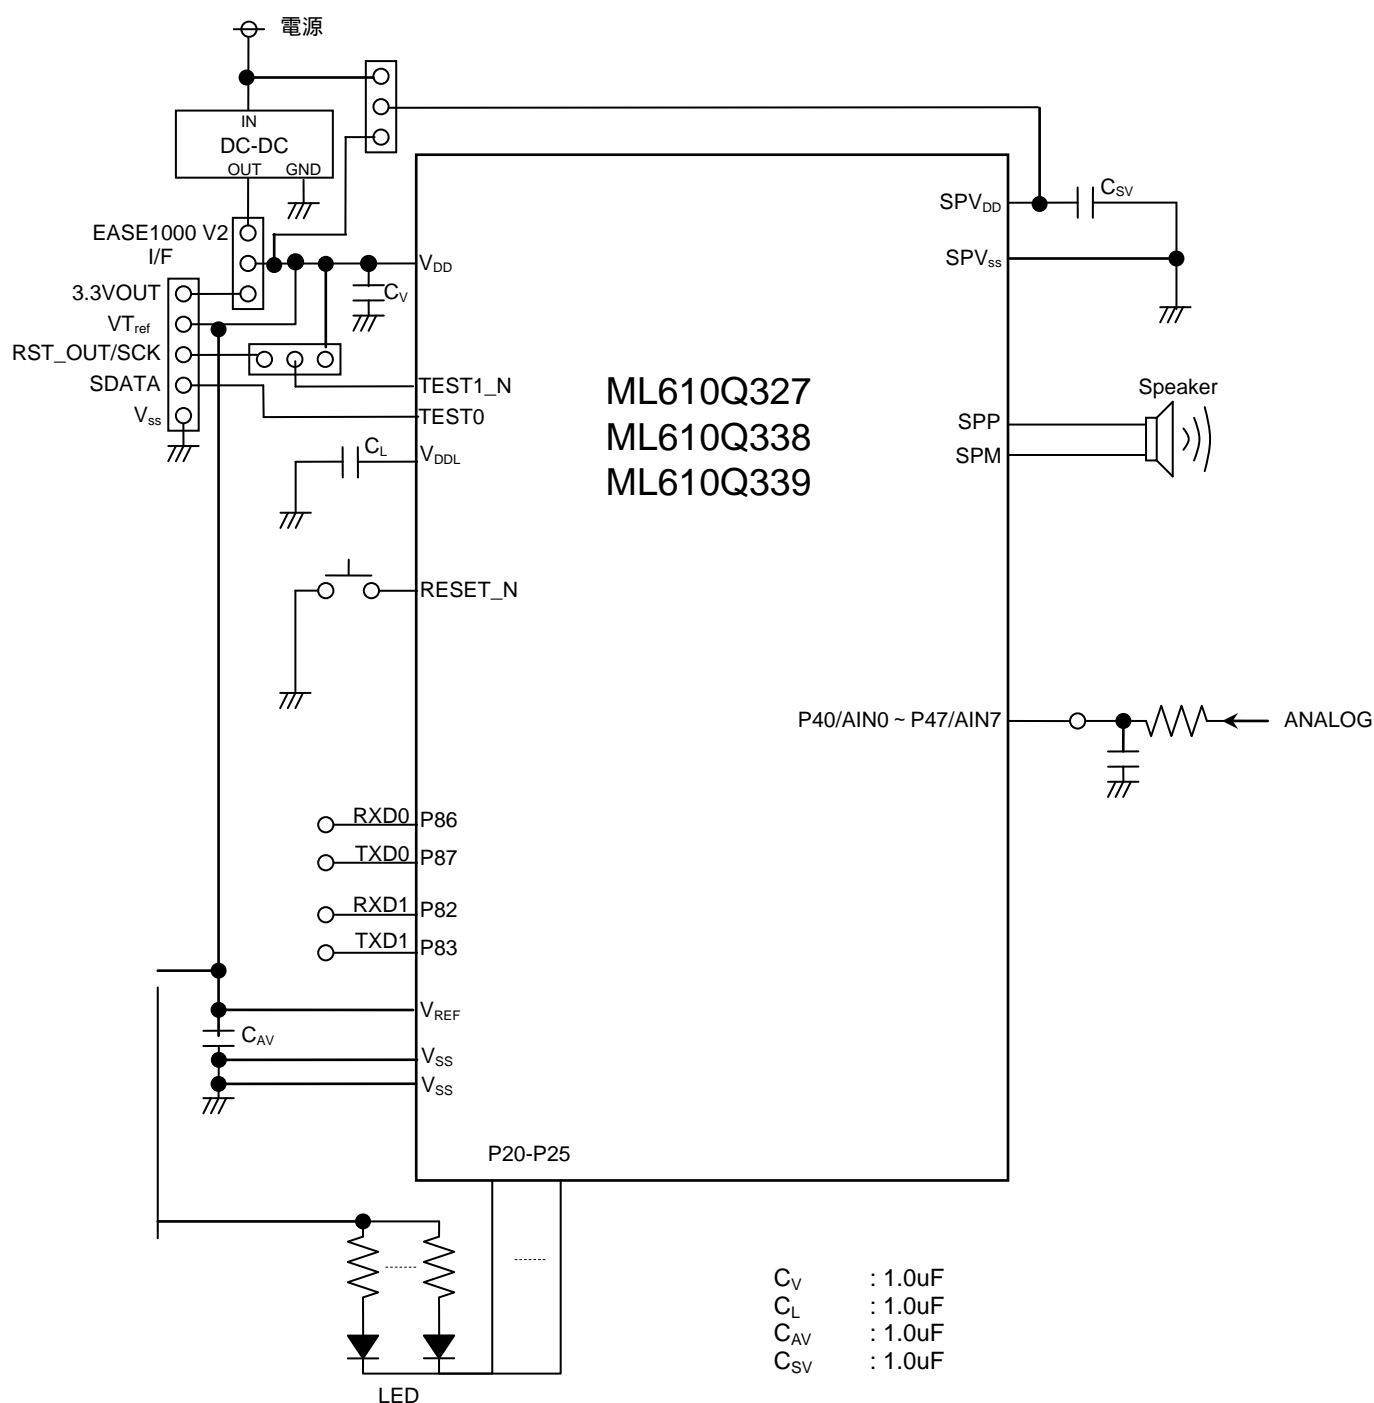 電源
IN
DC-DC
OUT GND
EASE1000 V2
I/F
3.3VOUT
VTref
RST_OUT/SCK
SDATA
Vss
VDD
CV
TEST1_N
TEST0
CL
VDDL
RESET_N
ML610Q327
ML610Q338
ML610Q339
SPVDD
CSV
SPVss
Speaker
SPP
SPM
P40/AIN0 ~ P47/AIN7
ANALOG
RXD0 P86
TXD0 P87
RXD1 P82
TXD1 P83
VREF
CAV
VSS
VSS
P20-P25
LED
CV : 1.0uF
CL : 1.0uF
CAV : 1.0uF
CSV : 1.0uF